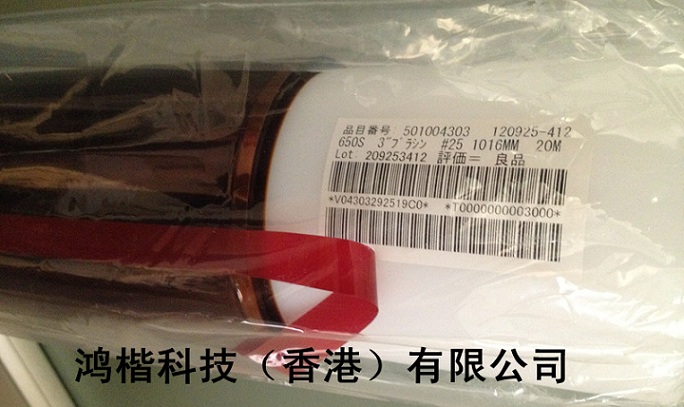 品目番号: 501004303 120925-412
650S 3"プラシン #25 1016MM 20M
Lot: 209253412 評価= 良品
*V04303292519C0* *T0000000003000*
鸿楷科技（香港）有限公司